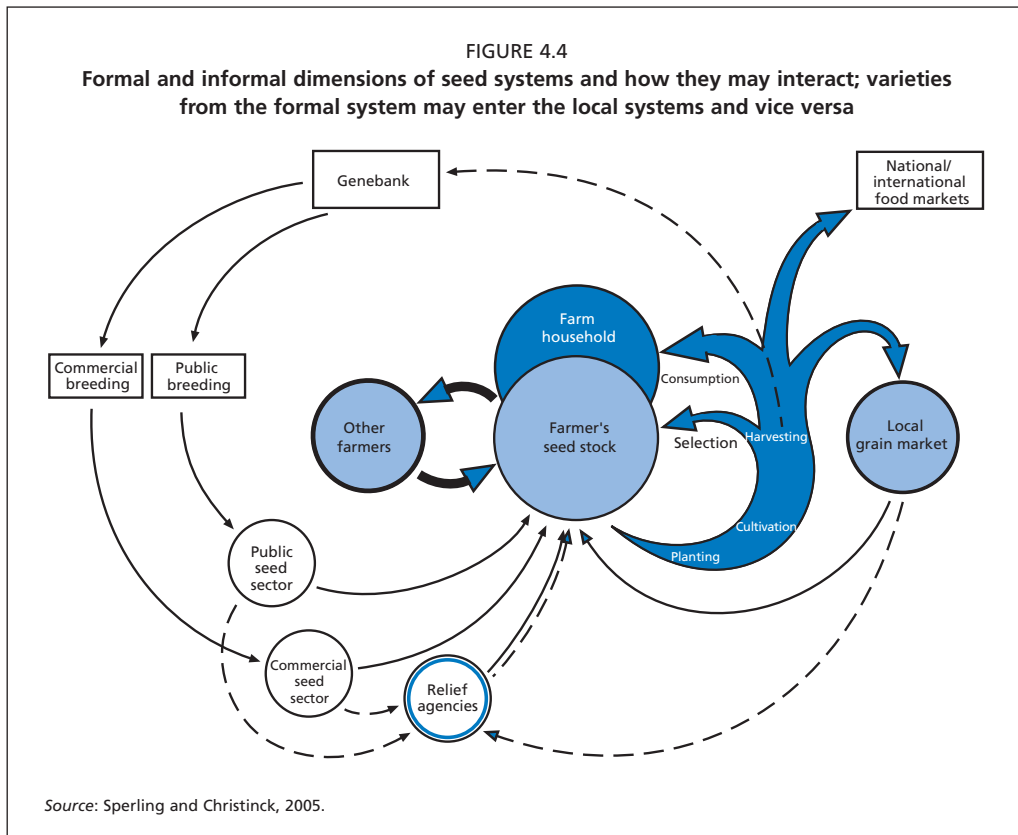 FIGURE 4.4
Formal and informal dimensions of seed systems and how they may interact; varieties
from the formal system may enter the local systems and vice versa
Genebank
National/
international
food markets
Farm
household
Commercial
breeding
Public
breeding
Consumption
Other
farmers
Farmer's
seed stock
Selection
Harvesting
Local
grain market
Cultivation
Planting
Public
seed
sector
Commercial
seed
sector
Relief
agencies
Source: Sperling and Christinck, 2005.